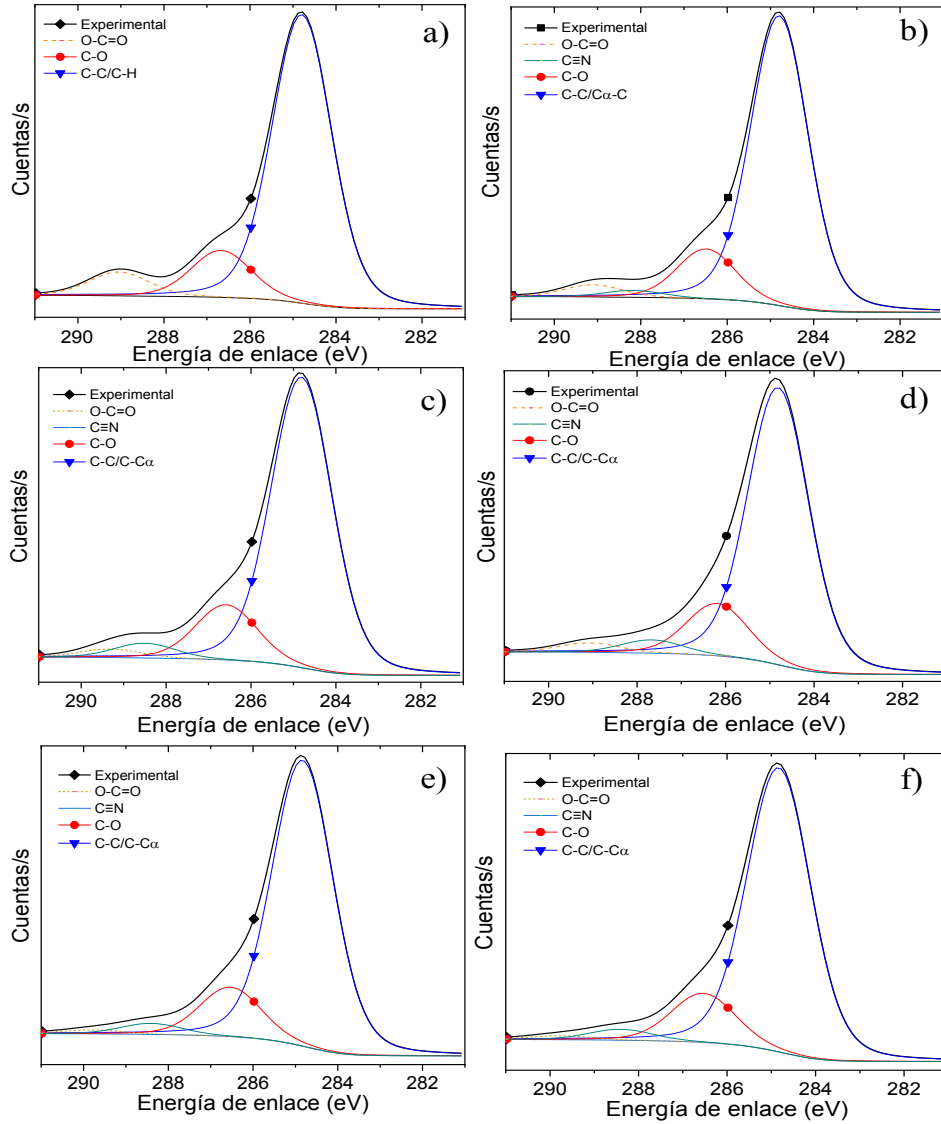 a)
Experimental
O-C=O
C-O
C-C/C-H
Cuentas/s
290 288 286 284 282
Energía de enlace (eV)
b)
Experimental
O-C=O
C≡N
C-O
C-C/Cα-C
Cuentas/s
290 288 286 284 282
Energía de enlace (eV)
c)
Experimental
O-C=O
C≡N
C-O
C-C/C-Cα
Cuentas/s
290 288 286 284 282
Energía de enlace (eV)
d)
Experimental
O-C=O
C≡N
C-O
C-C/C-Cα
Cuentas/s
290 288 286 284 282
Energía de enlace (eV)
e)
Experimental
O-C=O
C≡N
C-O
C-C/C-Cα
Cuentas/s
290 288 286 284 282
Energía de enlace (eV)
f)
Experimental
O-C=O
C≡N
C-O
C-C/C-Cα
Cuentas/s
290 288 286 284 282
Energía de enlace (eV)